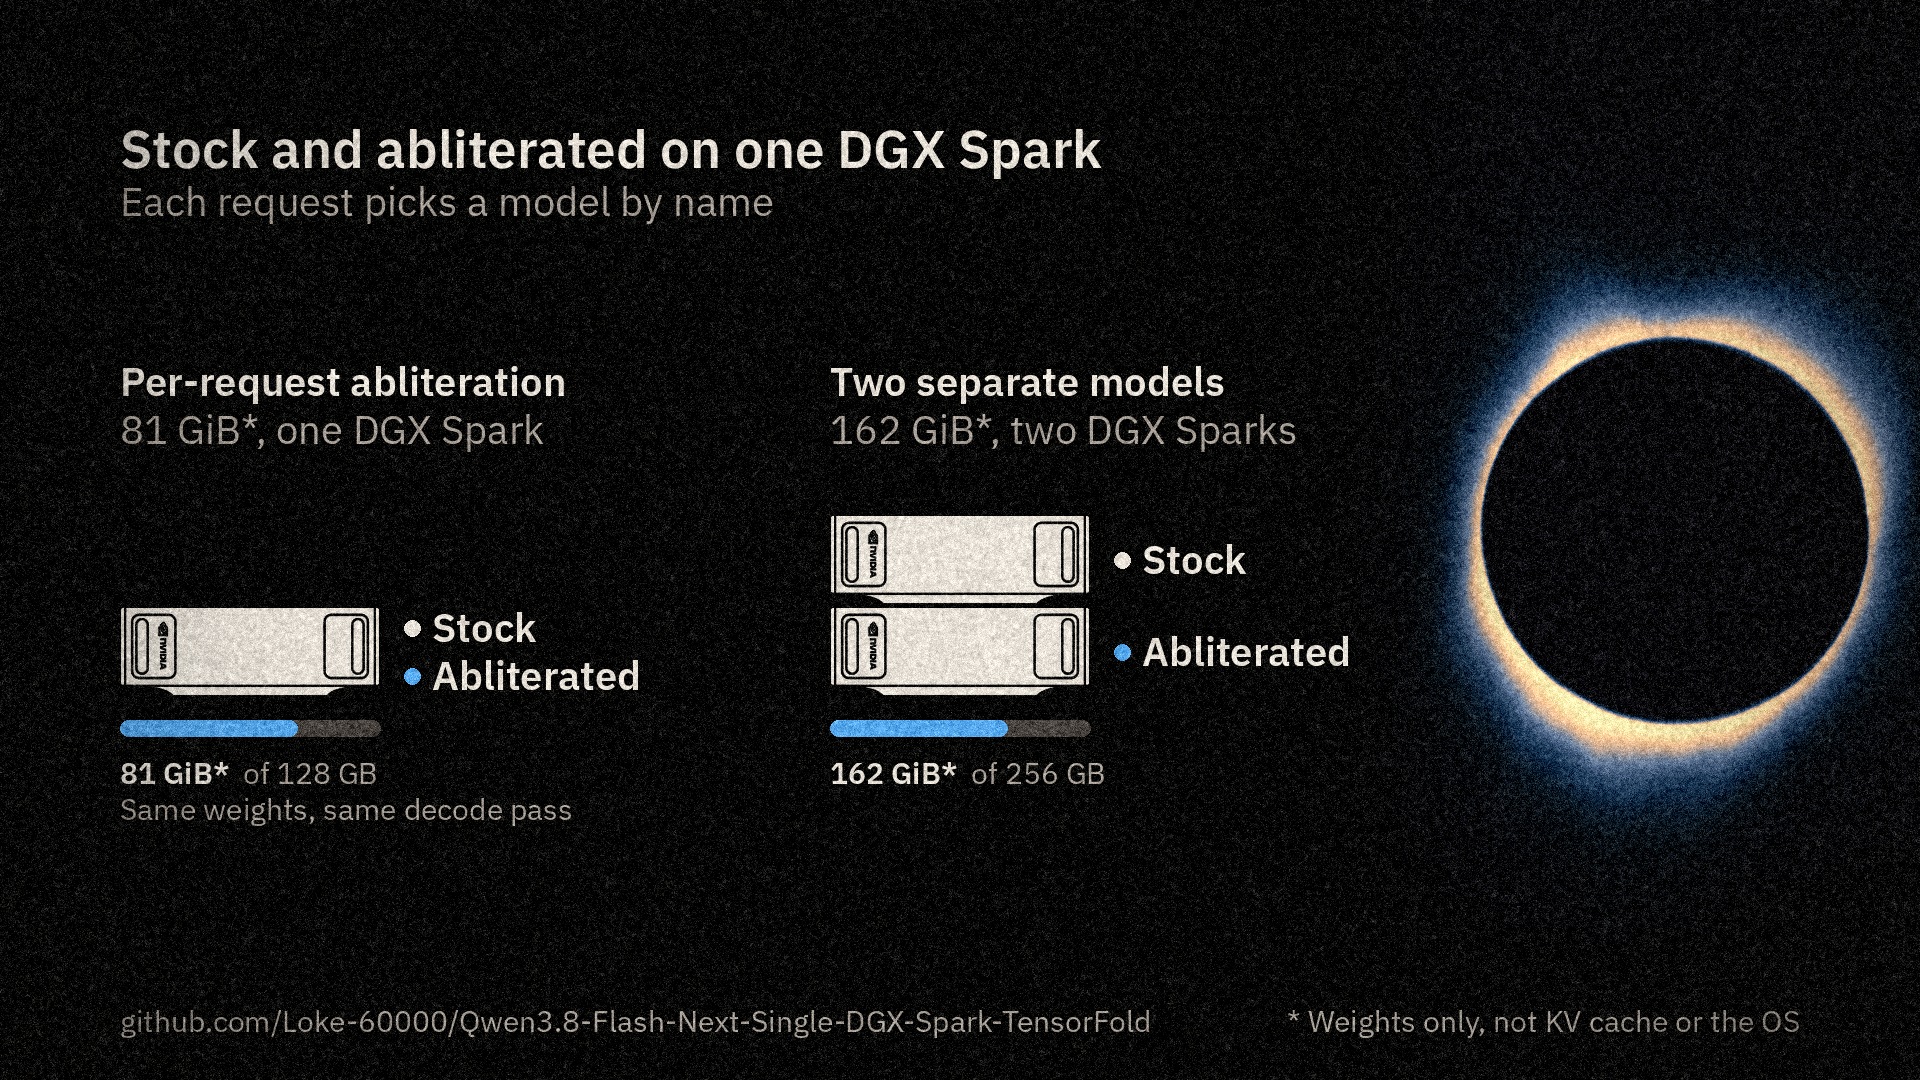 Stock and abliterated on one DGX Spark
Each request picks a model by name
Per-request abliteration
81 GiB*, one DGX Spark
NVIDIA
• Stock
• Abliterated
81 GiB* of 128 GB
Same weights, same decode pass
Two separate models
162 GiB*, two DGX Sparks
NVIDIA
• Stock
NVIDIA
• Abliterated
162 GiB* of 256 GB
github.com/Loke-60000/Qwen3.8-Flash-Next-Single-DGX-Spark-TensorFold
* Weights only, not KV cache or the OS